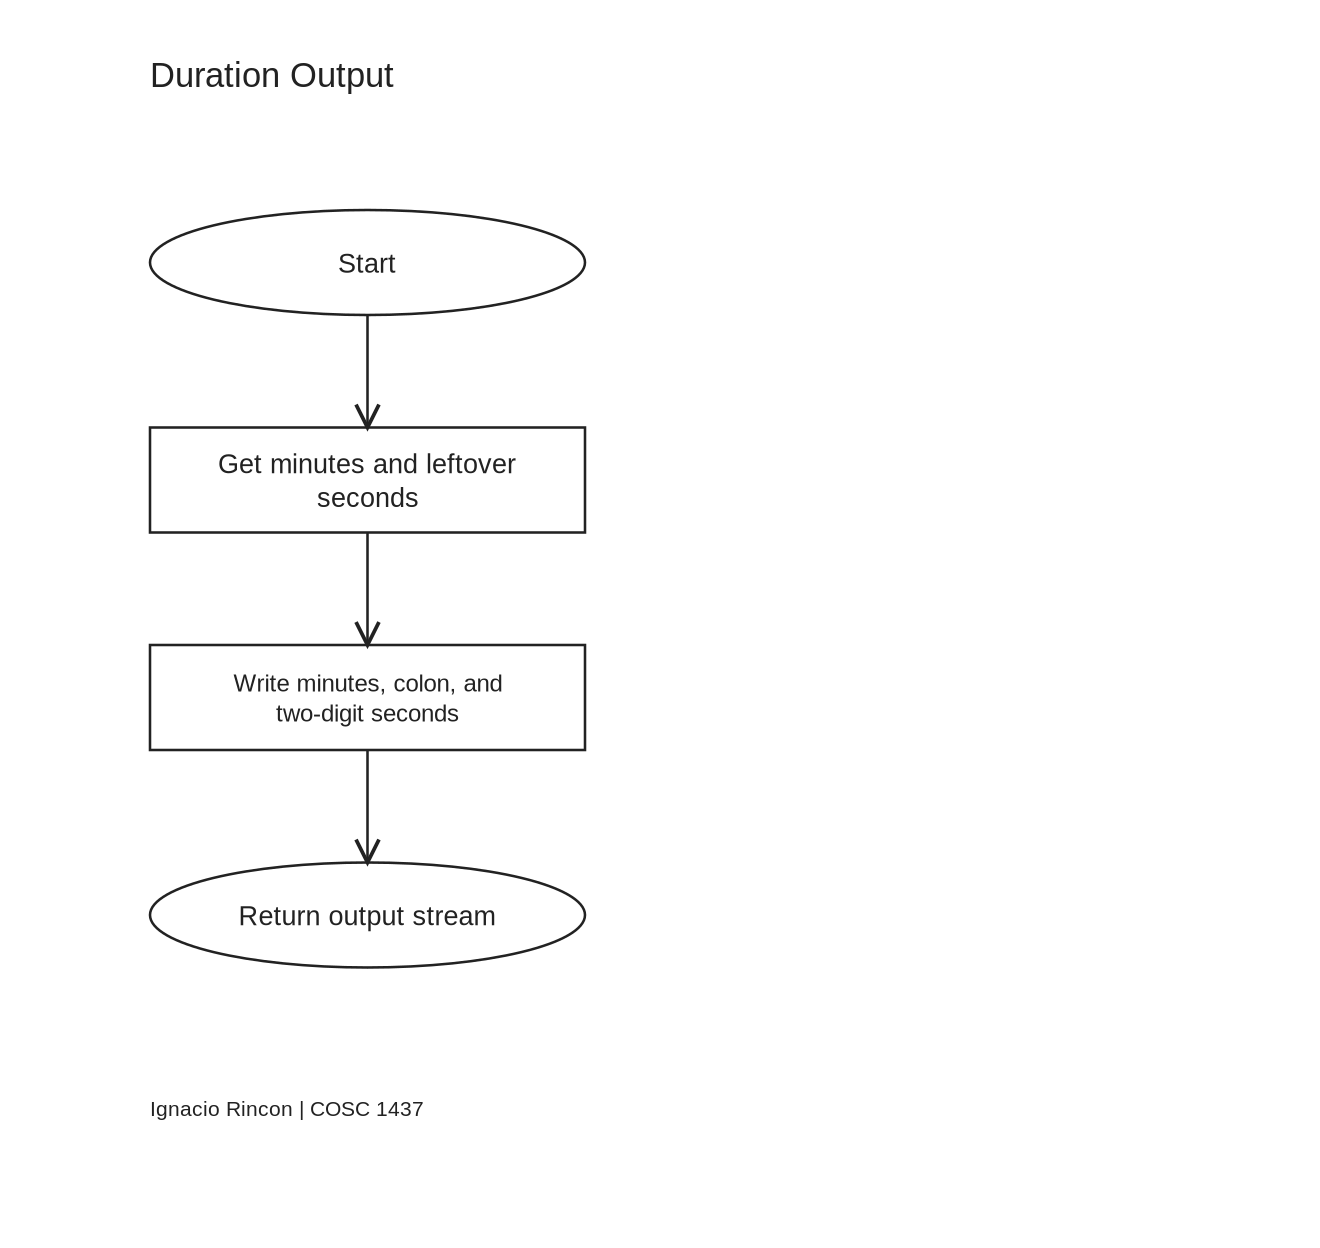 Duration Output
Start
Get minutes and leftover
seconds
Write minutes, colon, and
two-digit seconds
Return output stream
Ignacio Rincon | COSC 1437